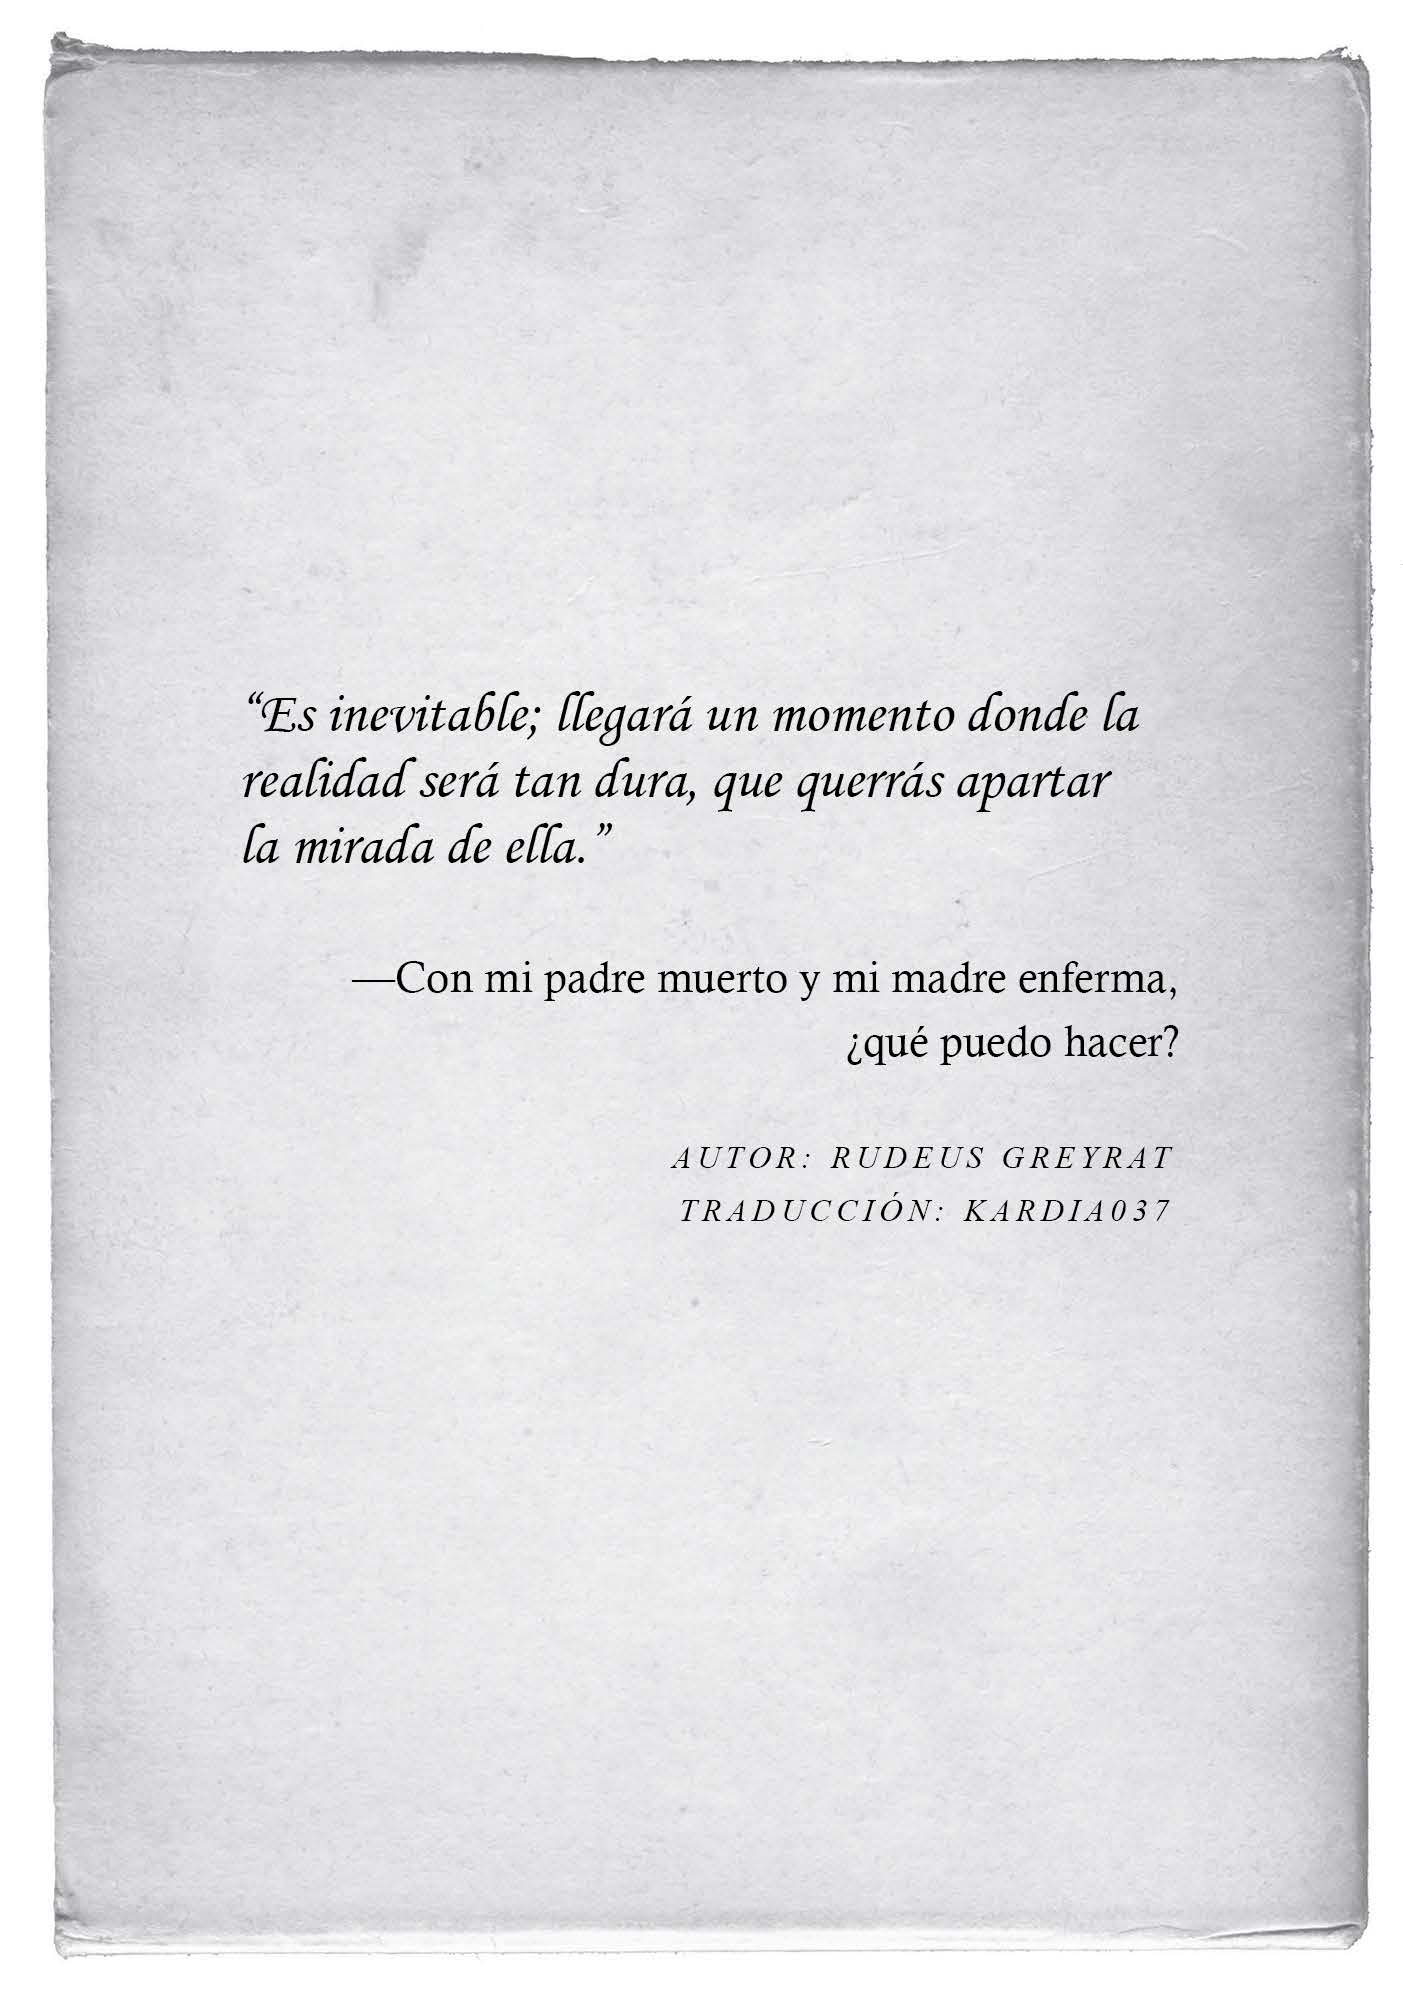 “Es inevitable; llegará un momento donde la
realidad será tan dura, que querrás apartar
la mirada de ella.”
—Con mi padre muerto y mi madre enferma,
¿qué puedo hacer?
AUTOR: RUDEUS GREYRAT
TRADUCCIÓN: KARDIA037